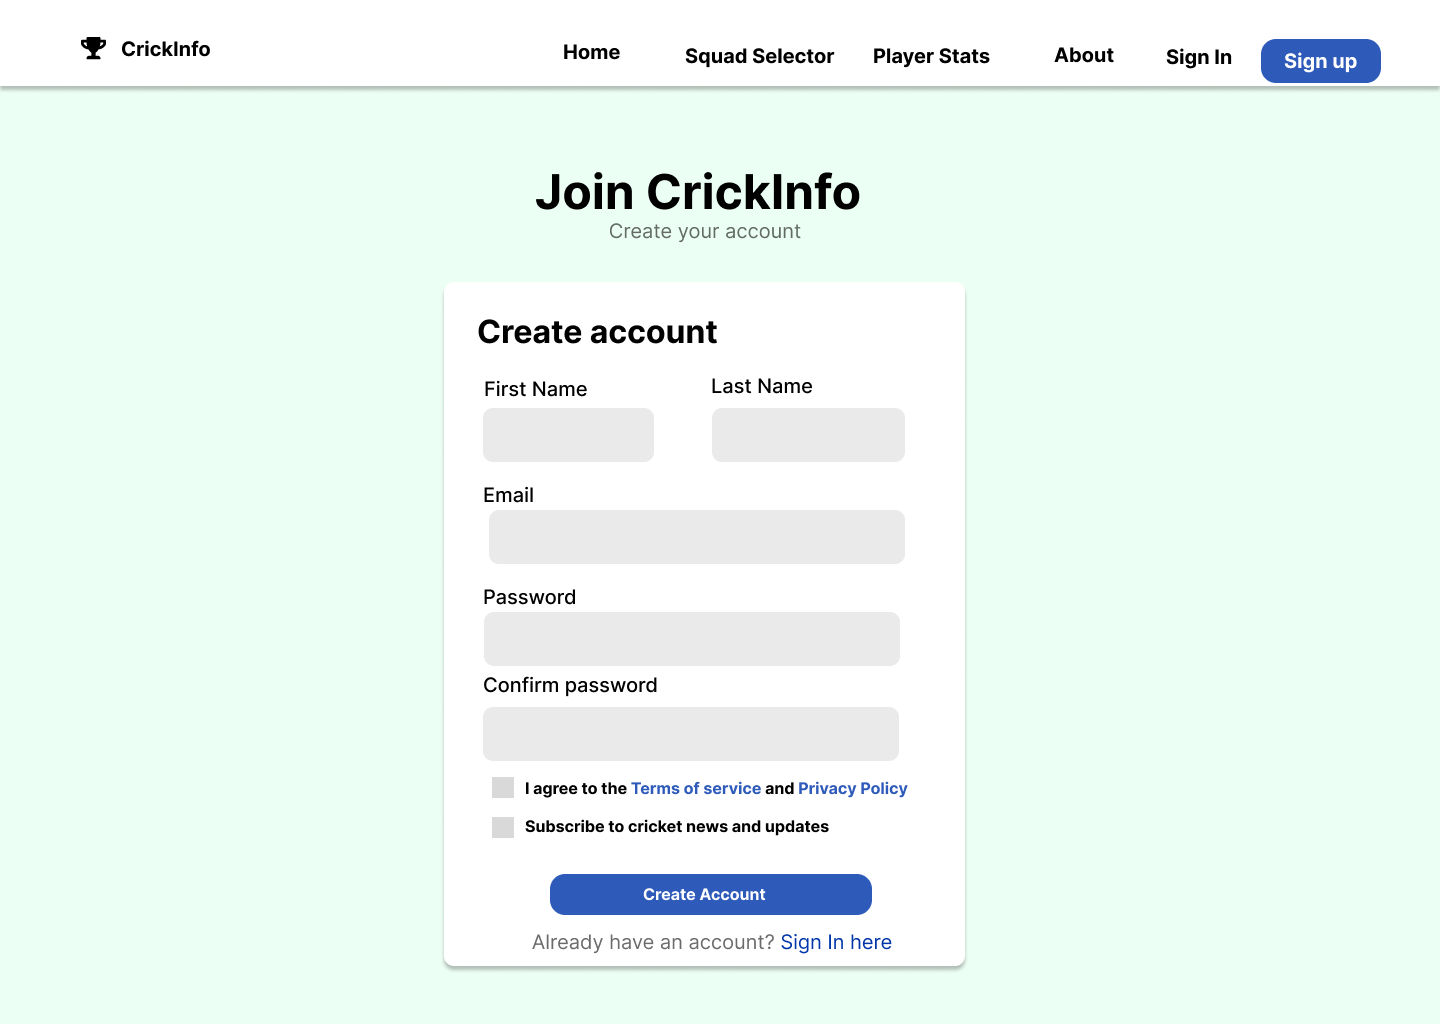 CrickInfo
Home
Squad Selector
Player Stats
About
Sign In
Sign up
Join CrickInfo
Create your account
Create account
First Name
Last Name
Email
Password
Confirm password
I agree to the Terms of service and Privacy Policy
Subscribe to cricket news and updates
Create Account
Already have an account? Sign In here